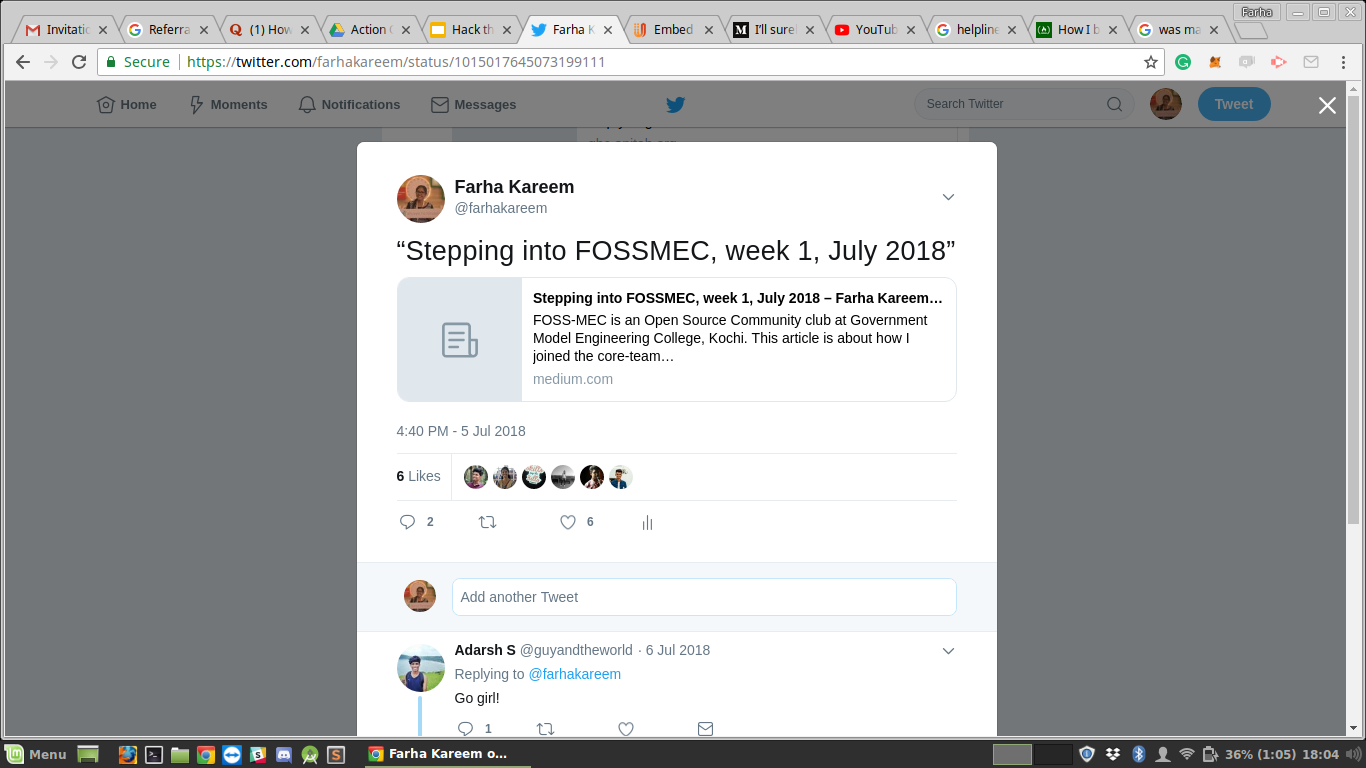 Farha
Invitatic
Referra
(1) How
Action
Hack th
Farha K
Embed
I'll surel
YouTub
helpline
How I b
was ma
Secure
https://twitter.com/farhakareem/status/1015017645073199111
Home
Moments
Notifications
Messages
Search Twitter
Tweet
Farha Kareem
@farhakareem
“Stepping into FOSSMEC, week 1, July 2018”
Stepping into FOSSMEC, week 1, July 2018 – Farha Kareem…
FOSS-MEC is an Open Source Community club at Government
Model Engineering College, Kochi. This article is about how I
joined the core-team…
medium.com
4:40 PM - 5 Jul 2018
6 Likes
2
6
Add another Tweet
Adarsh S @guyandtheworld · 6 Jul 2018
Replying to @farhakareem
Go girl!
1
Menu
Farha Kareem o...
36% (1:05)
18:04